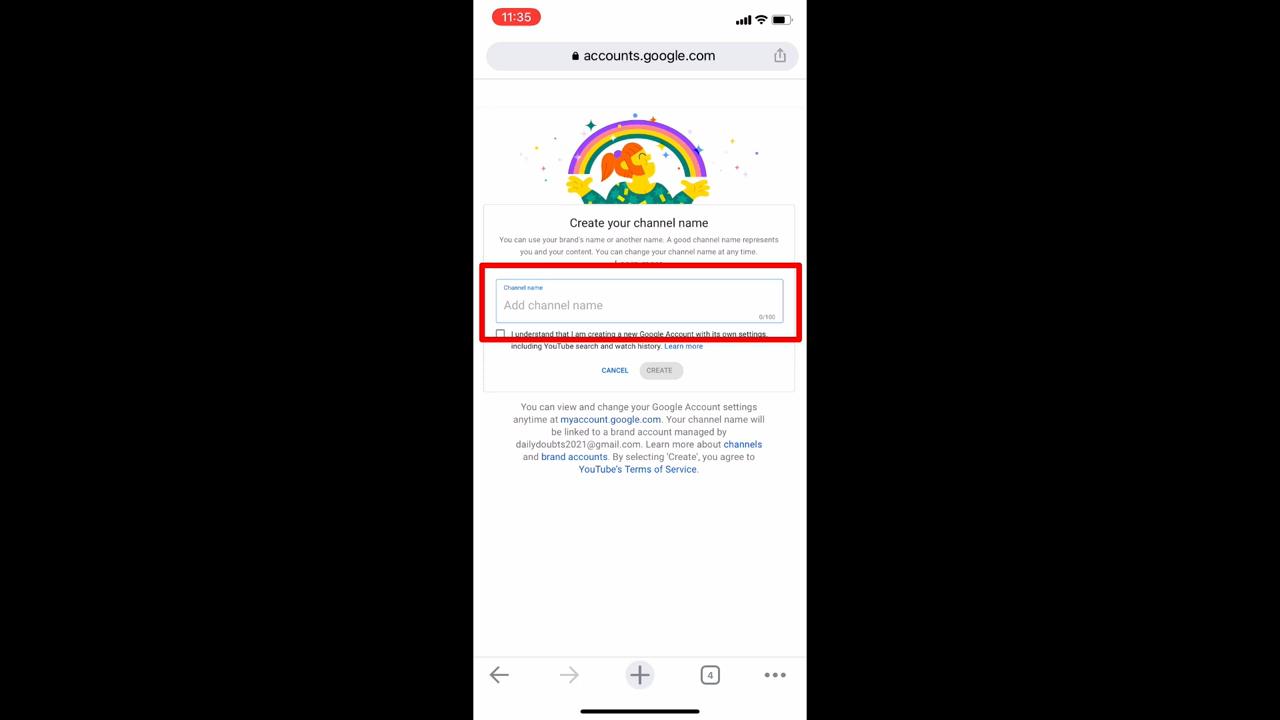 11:35
accounts.google.com
Create your channel name
You can use your brand's name or another name. A good channel name represents
you and your content. You can change your channel name at any time.
Channel name
Add channel name
0/100
I understand that I am creating a new Google Account with its own settings,
including YouTube search and watch history. Learn more
CANCEL CREATE
You can view and change your Google Account settings
anytime at myaccount.google.com. Your channel name will
be linked to a brand account managed by
dailydoubts2021@gmail.com. Learn more about channels
and brand accounts. By selecting 'Create', you agree to
YouTube's Terms of Service.
4